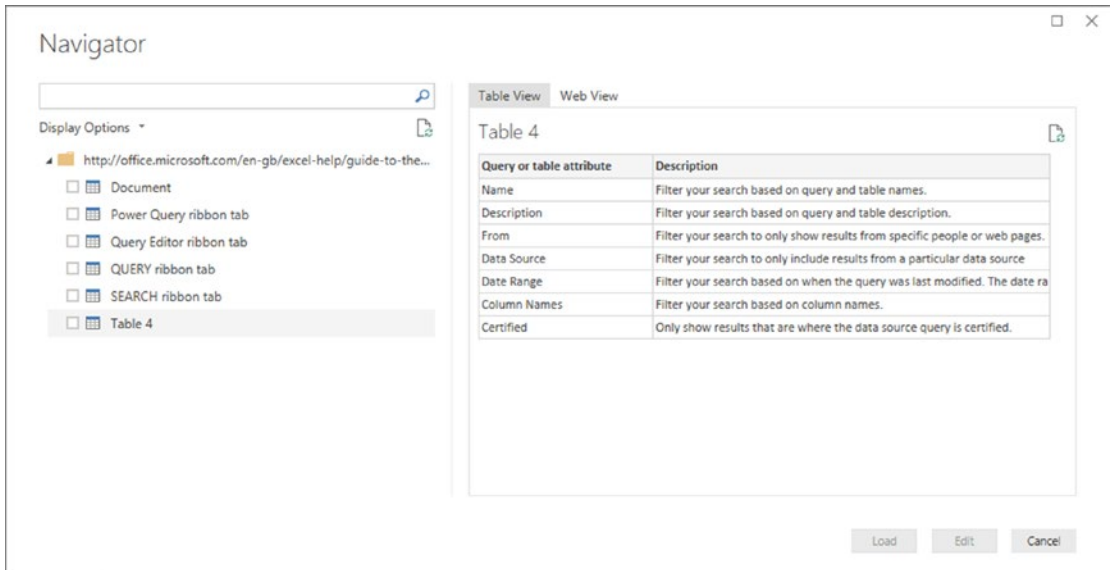 Navigator
Display Options
http://office.microsoft.com/en-gb/excel-help/guide-to-the...
Document
Power Query ribbon tab
Query Editor ribbon tab
QUERY ribbon tab
SEARCH ribbon tab
Table 4
Table View Web View
Table 4
Query or table attribute Description
Name Filter your search based on query and table names.
Description Filter your search based on query and table description.
From Filter your search to only show results from specific people or web pages.
Data Source Filter your search to only include results from a particular data source
Date Range Filter your search based on when the query was last modified. The date ra
Column Names Filter your search based on column names.
Certified Only show results that are where the data source query is certified.
Load Edit Cancel